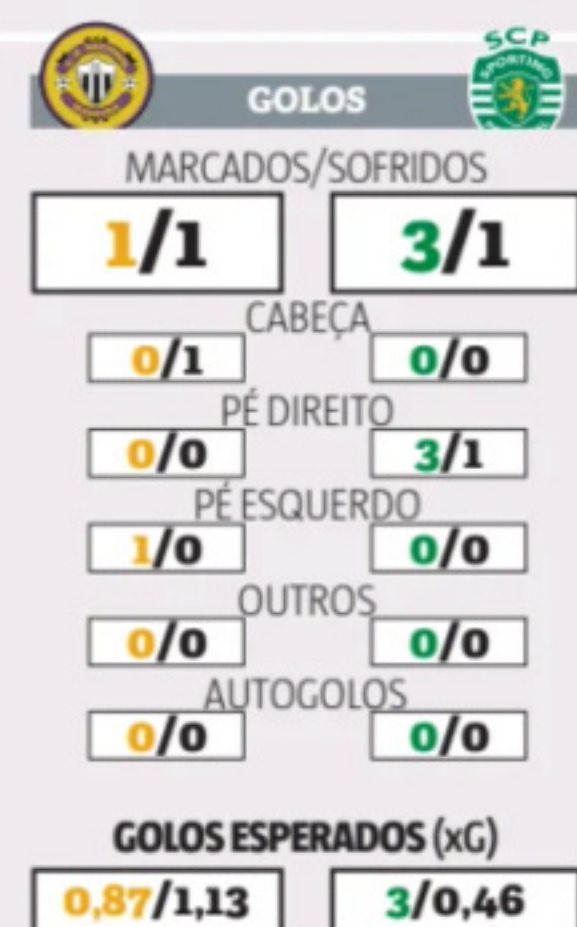 SCP
SPORTING
GOLOS
MARCADOS/SOFRIDOS
1/1 3/1
CABEÇA
0/1 0/0
PÉ DIREITO
0/0 3/1
PÉ ESQUERDO
1/0 0/0
OUTROS
0/0 0/0
AUTOGOLOS
0/0 0/0
GOLOS ESPERADOS (xG)
0,87/1,13 3/0,46